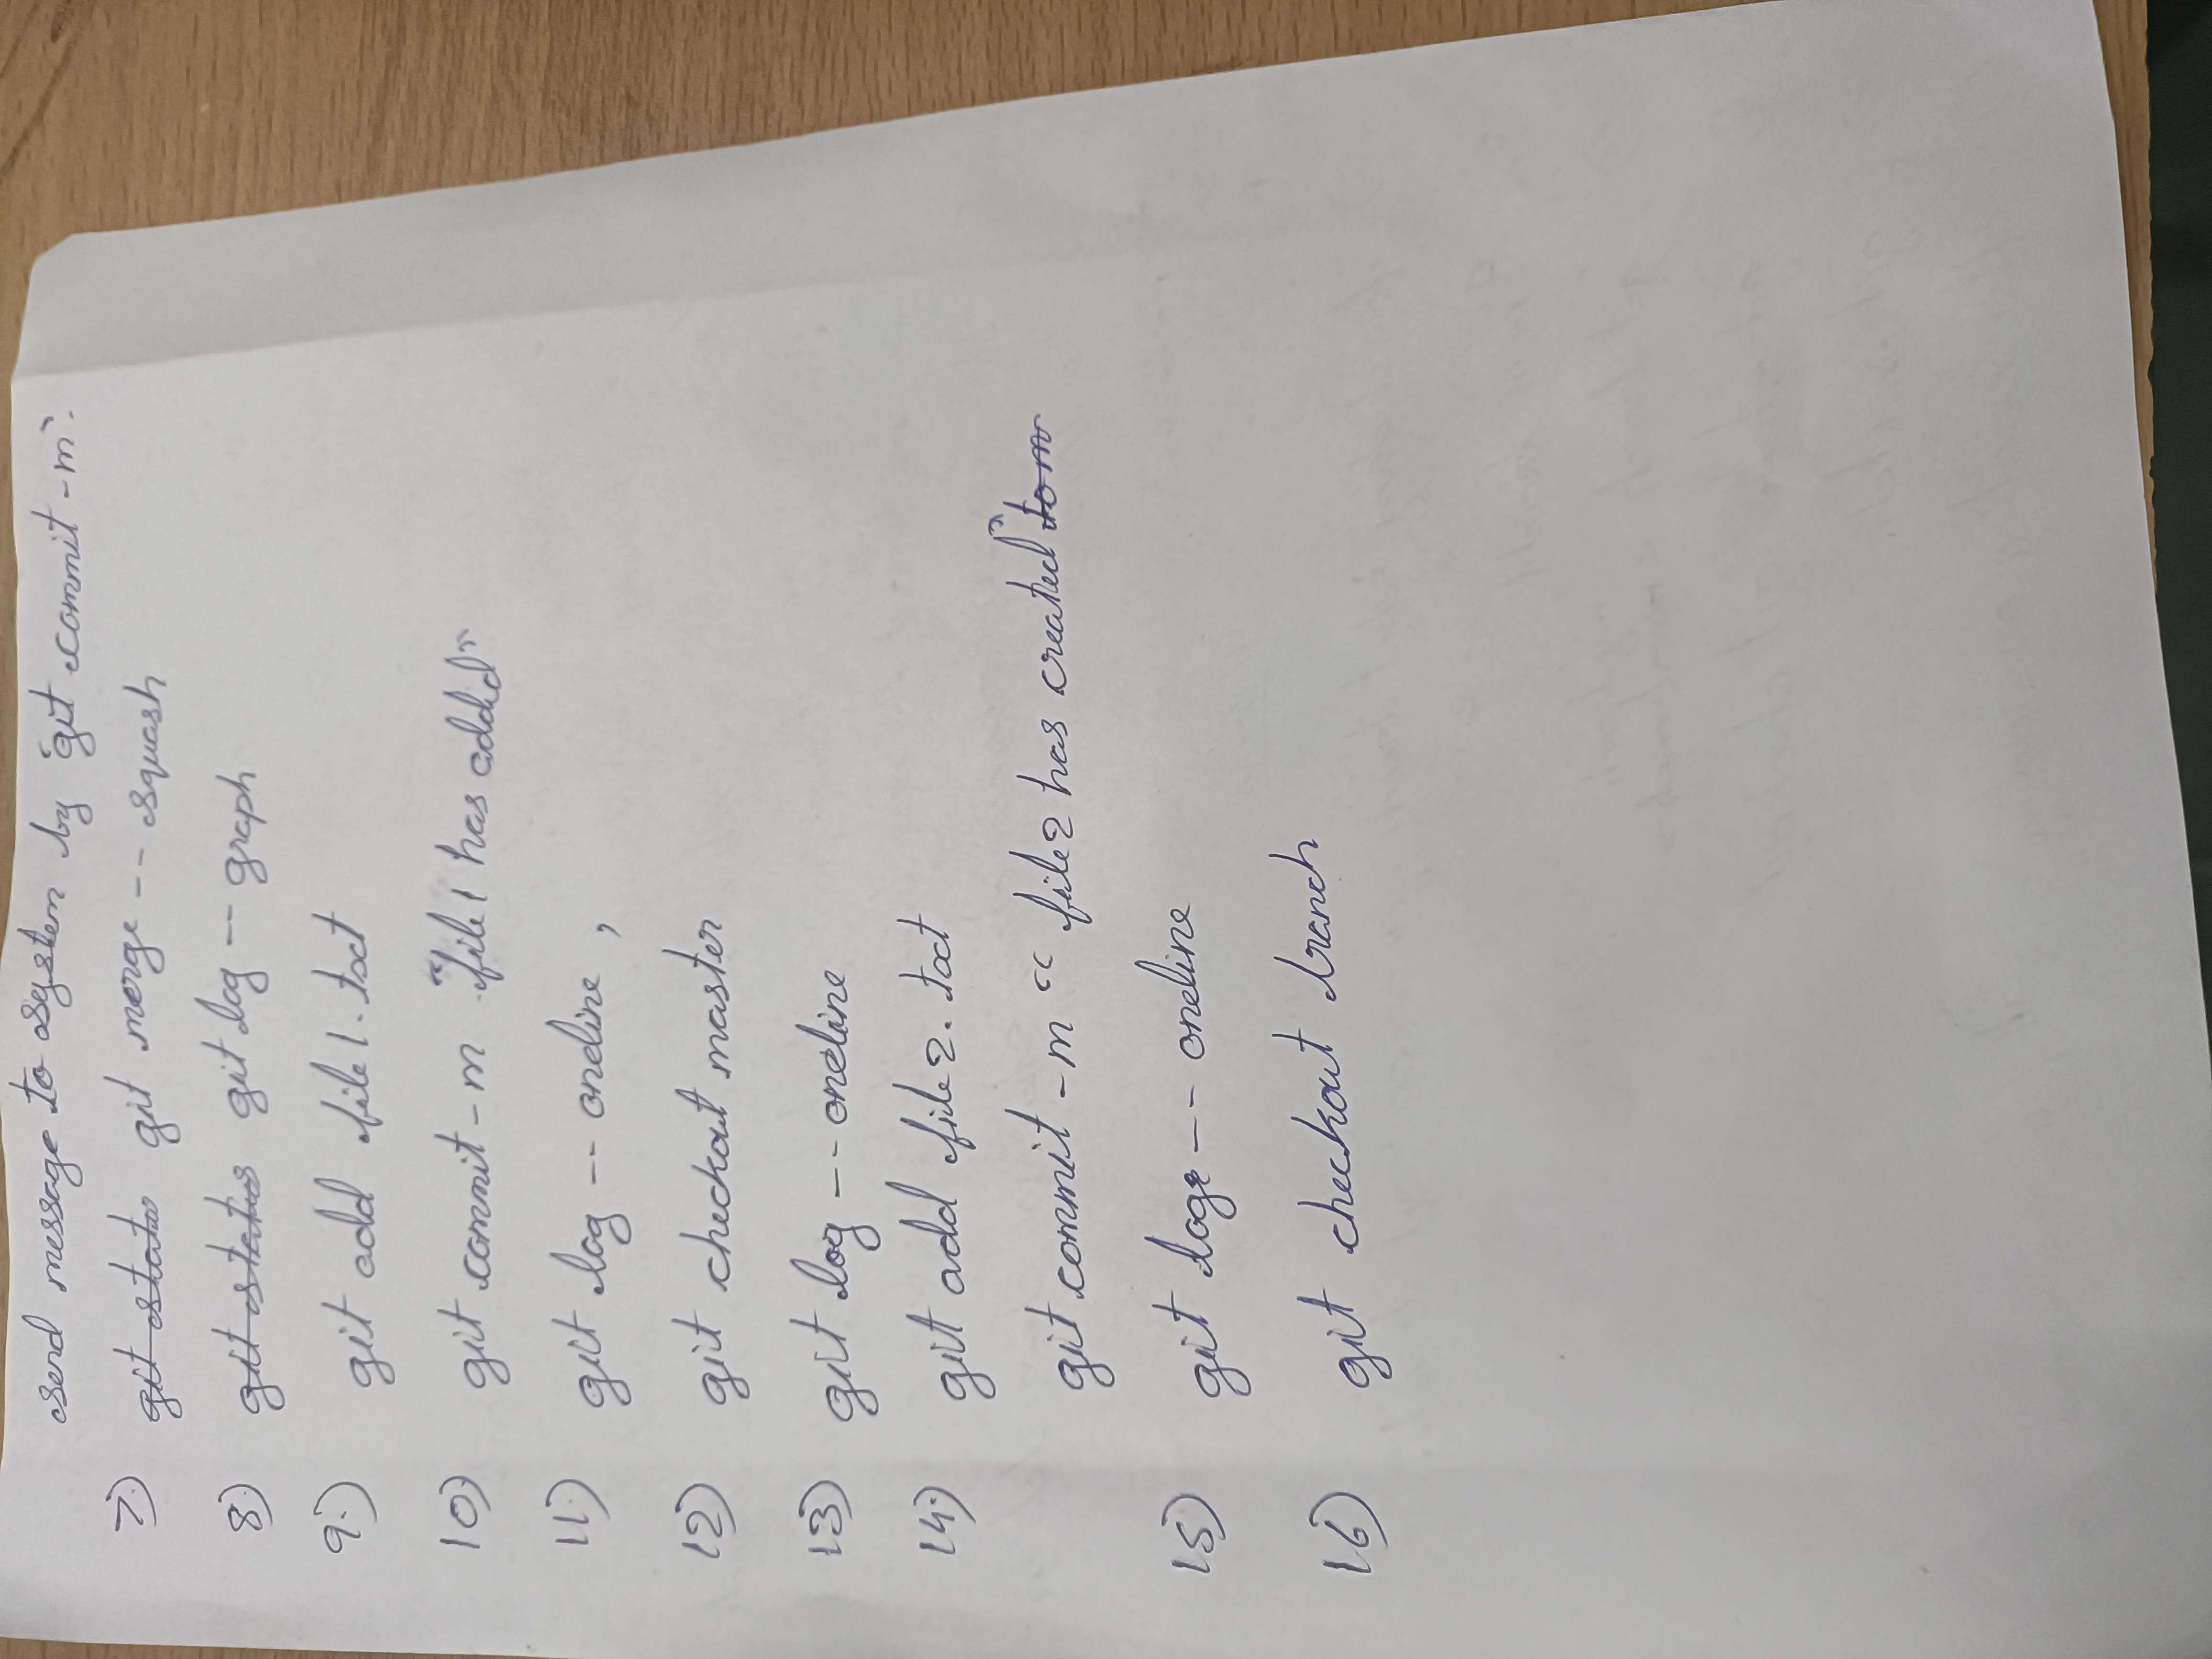 send message to system by "git commit -m".
7) git status git merge --squash
8) git status git log --graph
9.) git add file1.txt
10) git commit -m "file1 has added"
11) git log --oneline ,
12) git checkout master
13) git log --oneline
14) git add file2.txt
git commit -m "file2 has created"
15) git log --oneline
16) git checkout branch